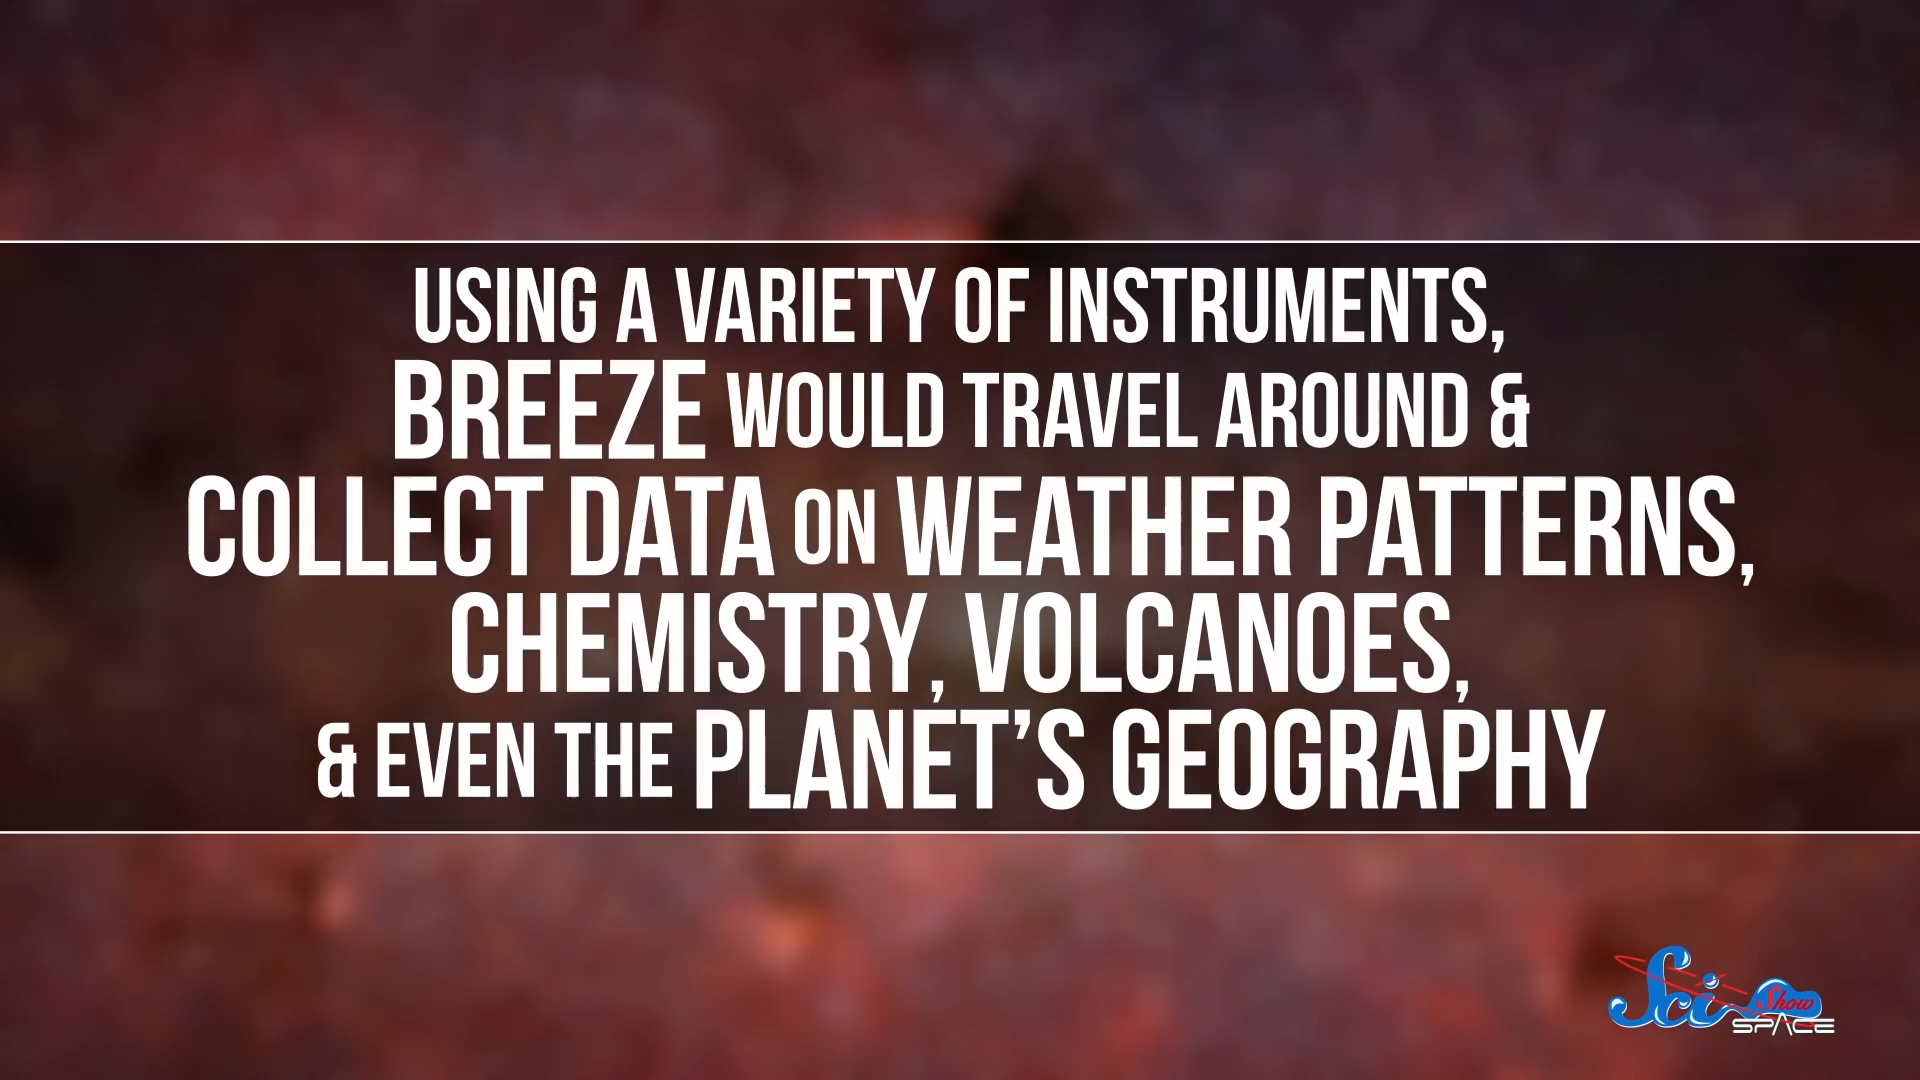 USING A VARIETY OF INSTRUMENTS,
BREEZE WOULD TRAVEL AROUND &
COLLECT DATA ON WEATHER PATTERNS,
CHEMISTRY, VOLCANOES,
& EVEN THE PLANET’S GEOGRAPHY
Sci Show
SPACE